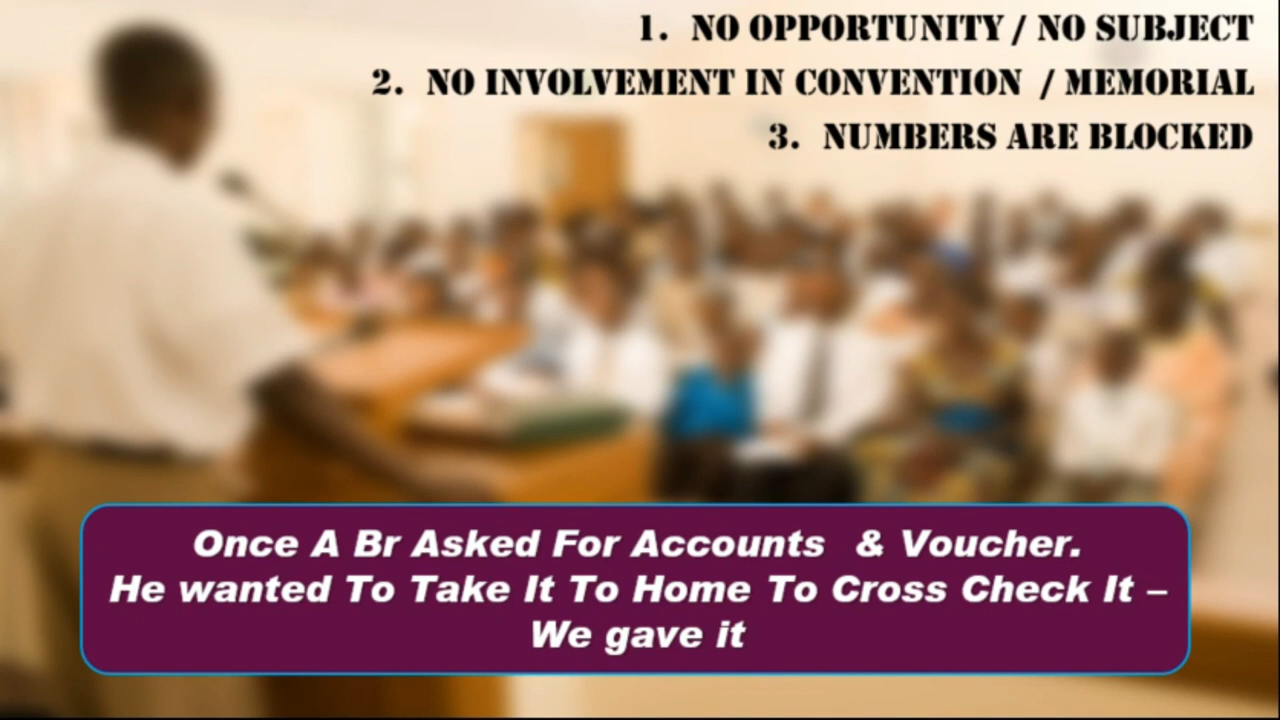 1. NO OPPORTUNITY / NO SUBJECT
2. NO INVOLVEMENT IN CONVENTION / MEMORIAL
3. NUMBERS ARE BLOCKED
Once A Br Asked For Accounts & Voucher.
He wanted To Take It To Home To Cross Check It –
We gave it